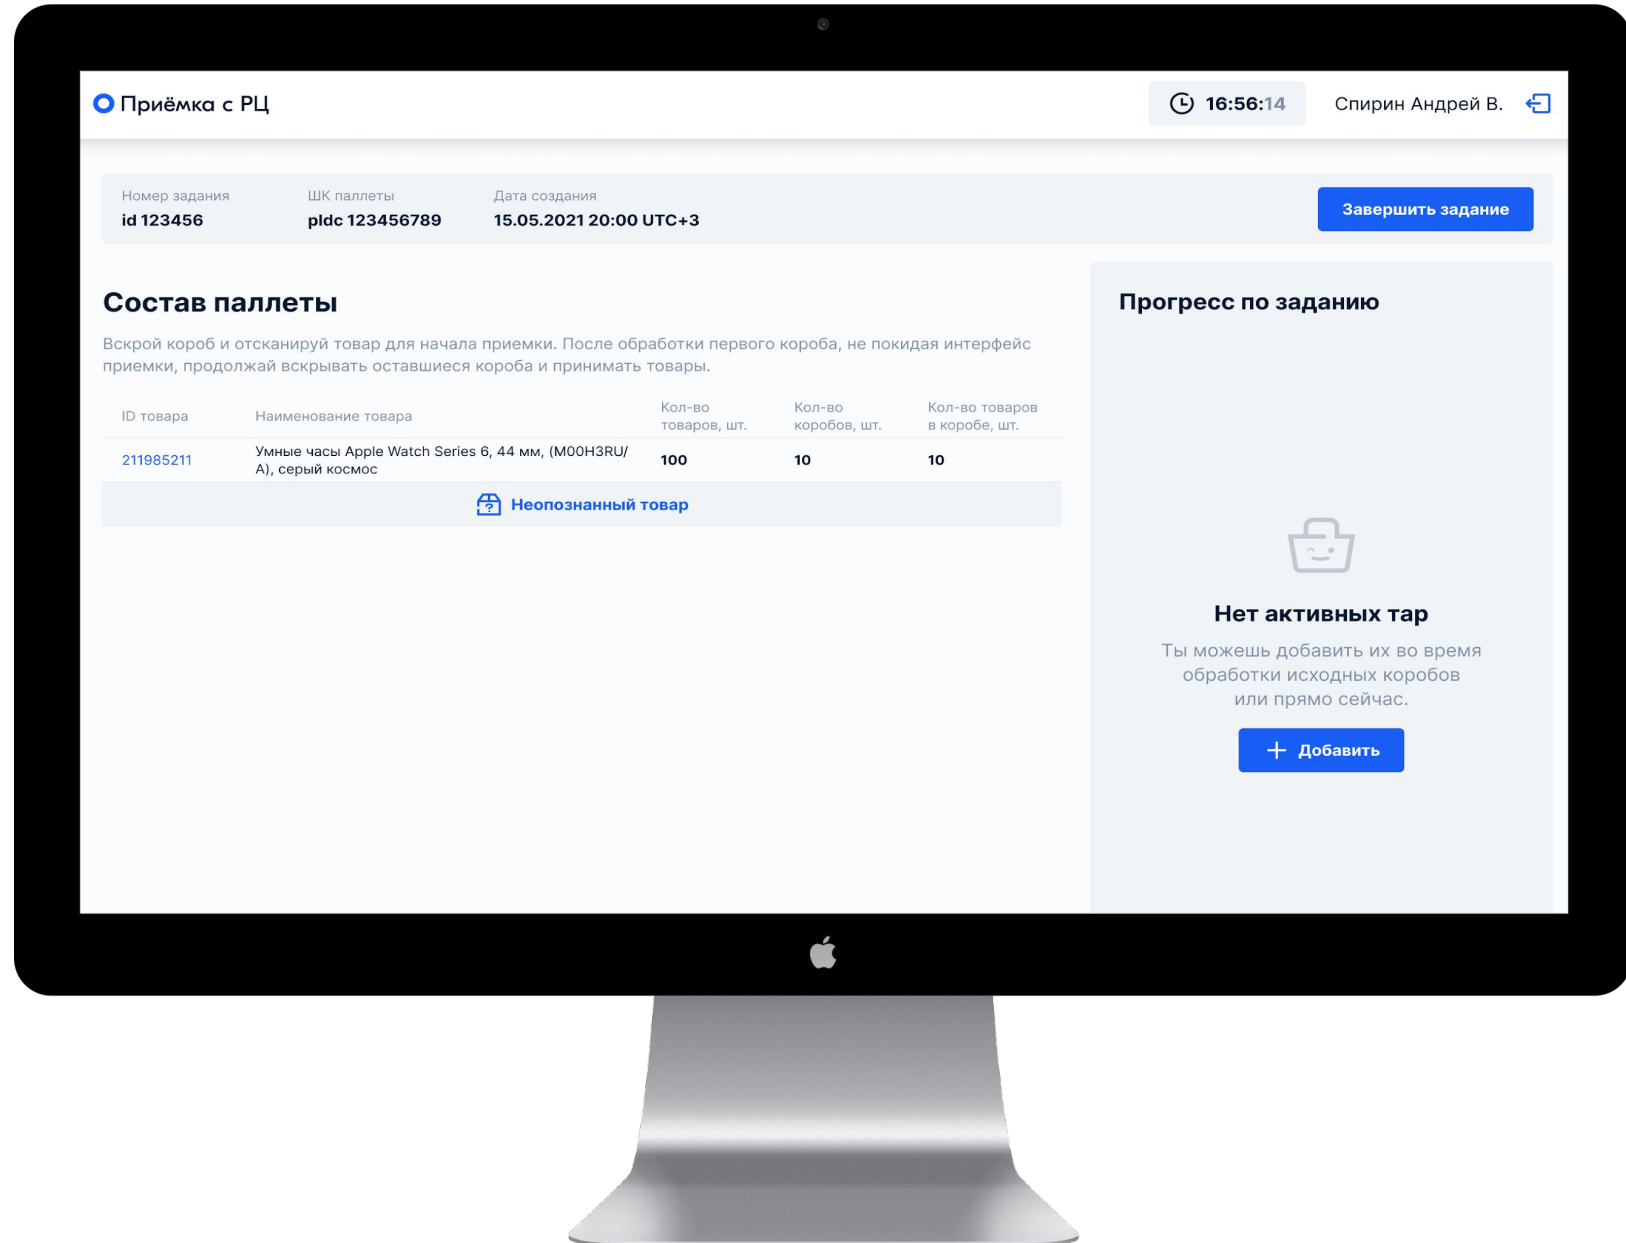 Приёмка с РЦ
16:56:14
Спирин Андрей В.
Номер задания
id 123456
ШК паллеты
pldc 123456789
Дата создания
15.05.2021 20:00 UTC+3
Завершить задание
Состав паллеты
Вскрой короб и отсканируй товар для начала приемки. После обработки первого короба, не покидая интерфейс
приемки, продолжай вскрывать оставшиеся короба и принимать товары.
ID товара
Наименование товара
Кол-во
товаров, шт.
Кол-во
коробов, шт.
Кол-во товаров
в коробе, шт.
211985211
Умные часы Apple Watch Series 6, 44 мм, (M00H3RU/
A), серый космос
100
10
10
Неопознанный товар
Прогресс по заданию
Нет активных тар
Ты можешь добавить их во время
обработки исходных коробов
или прямо сейчас.
Добавить